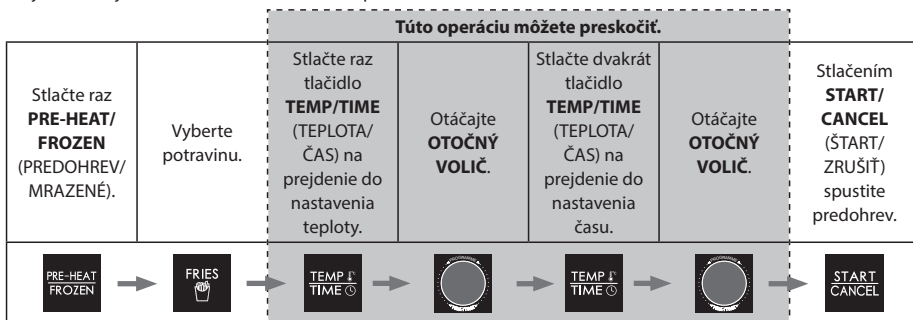 Túto operáciu môžete preskočiť.
Stlačte raz
PRE-HEAT/
FROZEN
(PREDOHREV/
MRAZENÉ).
Vyberte
potravinu.
Stlačte raz
tlačidlo
TEMP/TIME
(TEPLOTA/
ČAS) na
prejdenie do
nastavenia
teploty.
Otáčajte
OTOČNÝ
VOLIČ.
Stlačte dvakrát
tlačidlo
TEMP/TIME
(TEPLOTA/
ČAS) na
prejdenie do
nastavenia
času.
Otáčajte
OTOČNÝ
VOLIČ.
Stlačením
START/
CANCEL
(ŠTART/
ZRUŠIŤ)
spustite
predohrev.
PRE-HEAT
FROZEN
FRIES
TEMP
TIME
TEMP
TIME
START
CANCEL